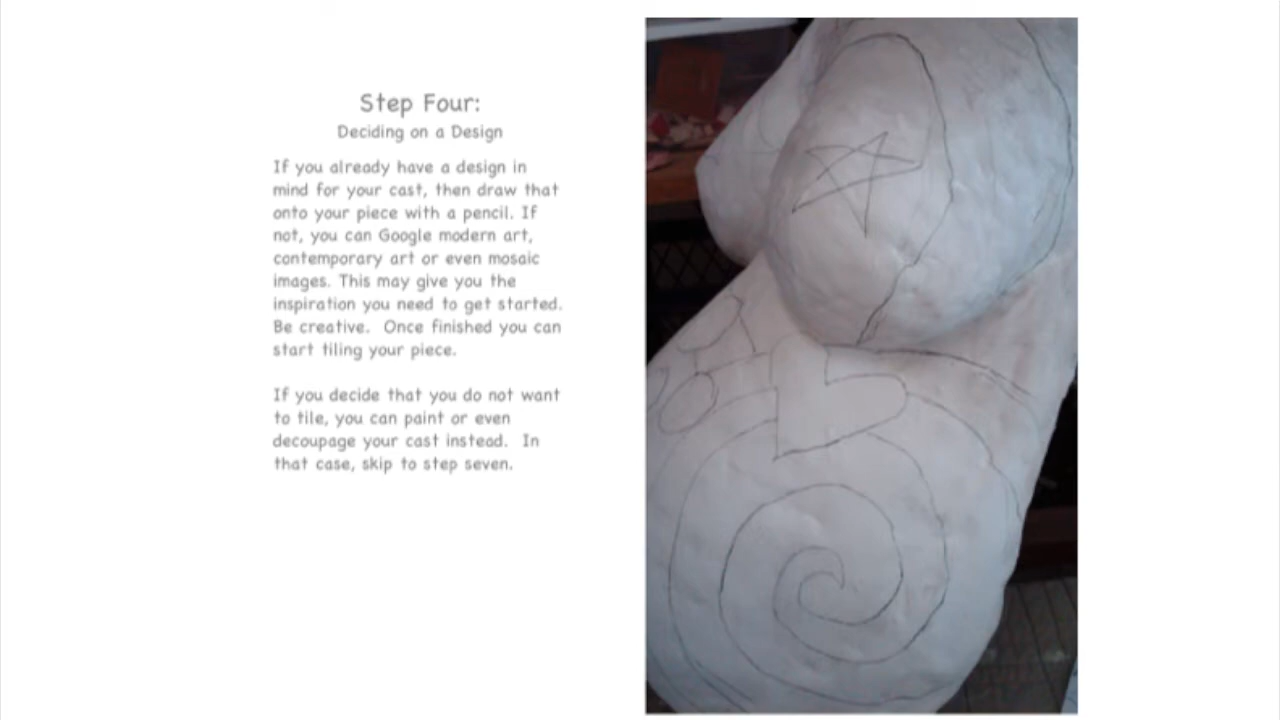 Step Four:
Deciding on a Design
If you already have a design in
mind for your cast, then draw that
onto your piece with a pencil. If
not, you can Google modern art,
contemporary art or even mosaic
images. This may give you the
inspiration you need to get started.
Be creative.  Once finished you can
start tiling your piece.
If you decide that you do not want
to tile, you can paint or even
decoupage your cast instead.  In
that case, skip to step seven.